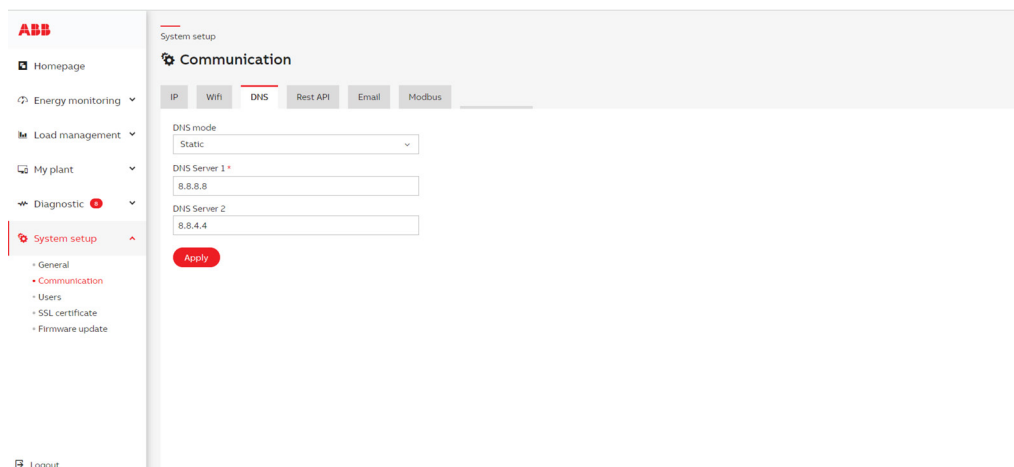 ABB
Homepage
Energy monitoring
Load management
My plant
Diagnostic 8
System setup
General
Communication
Users
SSL certificate
Firmware update
Logout
System setup
Communication
IP Wifi DNS Rest API Email Modbus
DNS mode
Static
DNS Server 1 *
8.8.8.8
DNS Server 2
8.8.4.4
Apply